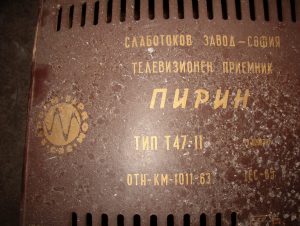 СЛАБОТОКОВ ЗАВОД-СОФИЯ
ТЕЛЕВИЗИОНЕН ПРИЕМНИК
ПИРИН
ТИП Т47-11
ОТН-КМ-1011-63